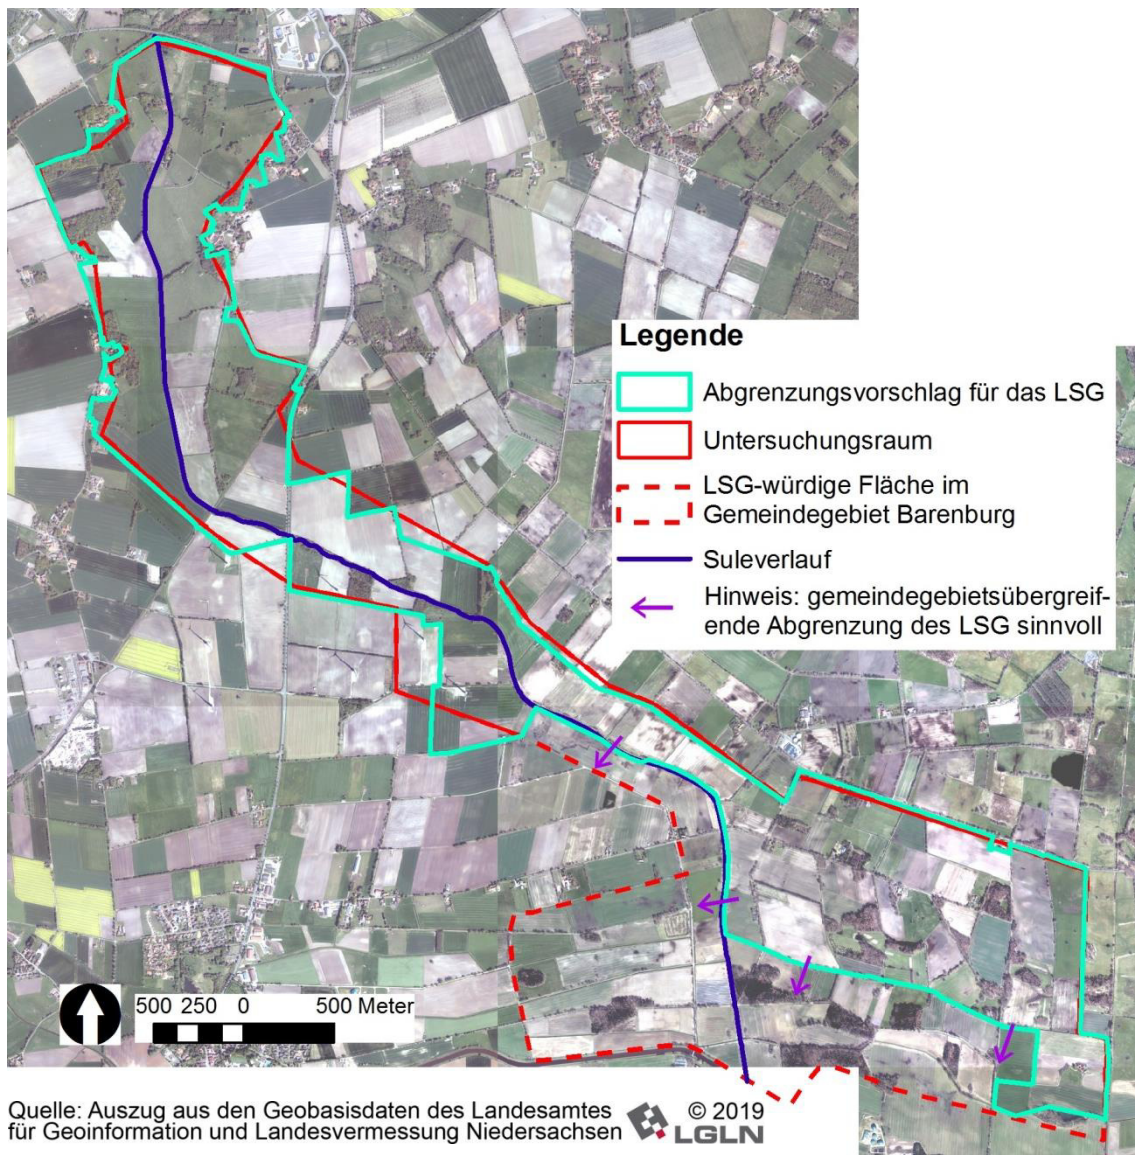 Legende
Abgrenzungsvorschlag für das LSG
Untersuchungsraum
LSG-würdige Fläche im
Gemeindegebiet Barenburg
Suleverlauf
Hinweis: gemeindegebietsübergreif-
ende Abgrenzung des LSG sinnvoll
500 250 0 500 Meter
Quelle: Auszug aus den Geobasisdaten des Landesamtes
für Geoinformation und Landesvermessung Niedersachsen
© 2019
LGLN